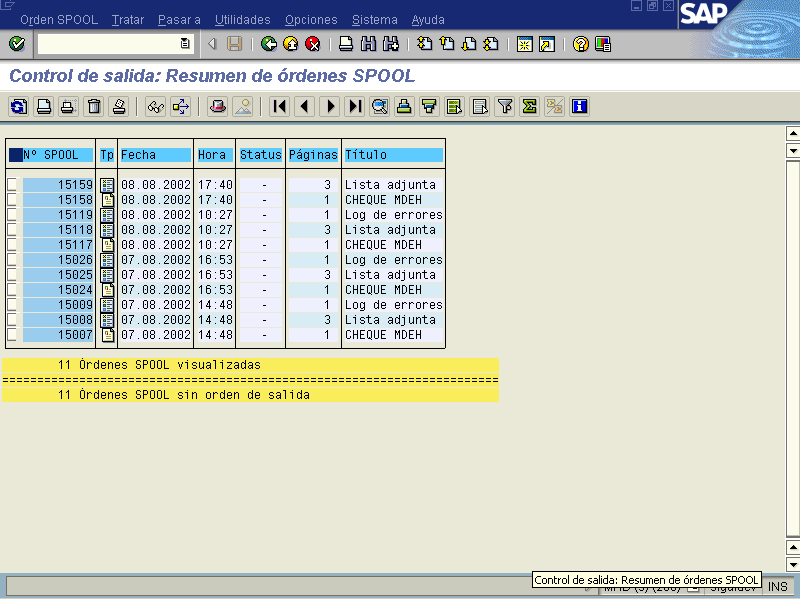 Orden SPOOL Tratar Pasar a Utilidades Opciones Sistema Ayuda
SAP
Control de salida: Resumen de órdenes SPOOL
Nº SPOOL Tp Fecha Hora Status Páginas Título
15159 08.08.2002 17:40 - 3 Lista adjunta
15158 08.08.2002 17:40 - 1 CHEQUE MDEH
15119 08.08.2002 10:27 - 1 Log de errores
15118 08.08.2002 10:27 - 3 Lista adjunta
15117 08.08.2002 10:27 - 1 CHEQUE MDEH
15026 07.08.2002 16:53 - 1 Log de errores
15025 07.08.2002 16:53 - 3 Lista adjunta
15024 07.08.2002 16:53 - 1 CHEQUE MDEH
15009 07.08.2002 14:48 - 1 Log de errores
15008 07.08.2002 14:48 - 3 Lista adjunta
15007 07.08.2002 14:48 - 1 CHEQUE MDEH
11 Órdenes SPOOL visualizadas
11 Órdenes SPOOL sin orden de salida
Control de salida: Resumen de órdenes SPOOL
INS